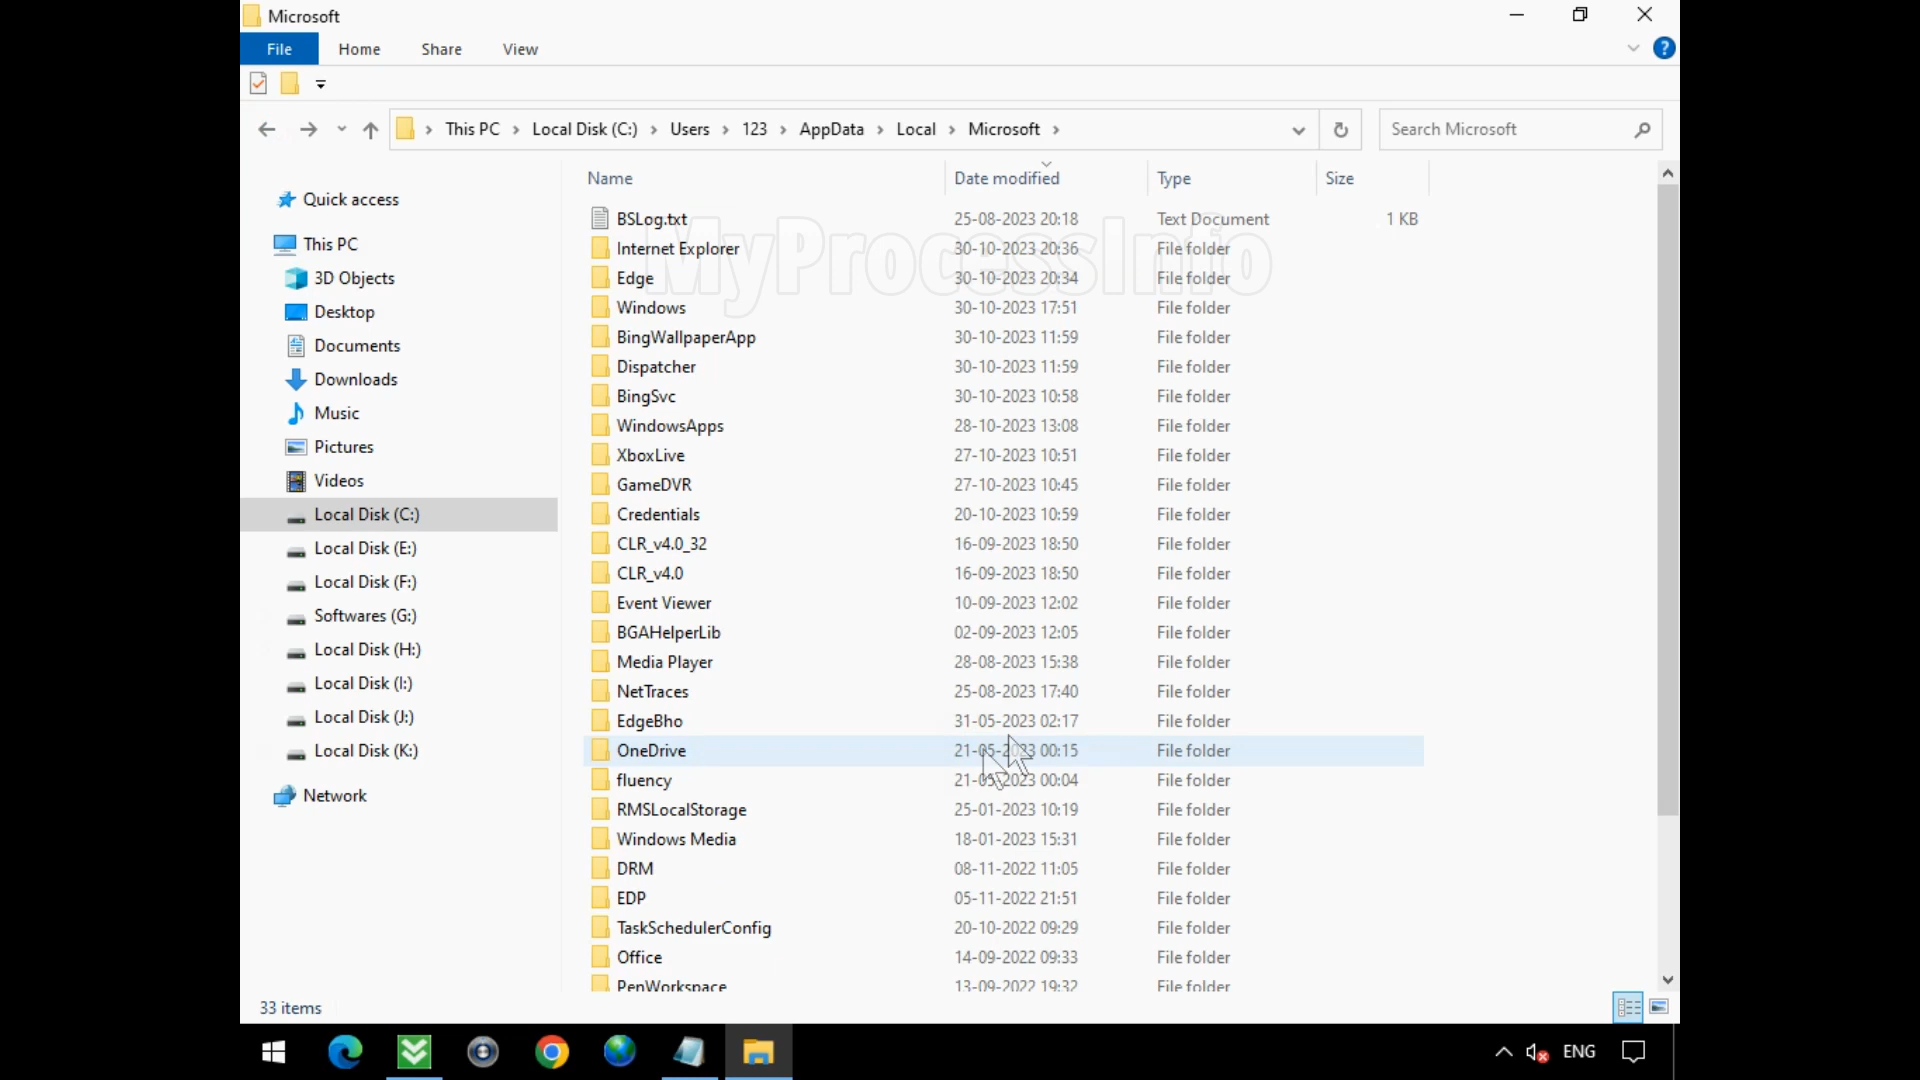 Microsoft
File Home Share View
This PC Local Disk (C:) Users 123 AppData Local Microsoft Search Microsoft
Name Date modified Type Size
Quick access
This PC
3D Objects
Desktop
Documents
Downloads
Music
Pictures
Videos
Local Disk (C:)
Local Disk (E:)
Local Disk (F:)
Softwares (G:)
Local Disk (H:)
Local Disk (I:)
Local Disk (J:)
Local Disk (K:)
Network
BSLog.txt 25-08-2023 20:18 Text Document 1 KB
Internet Explorer 30-10-2023 20:36 File folder
MyProcessInfo
Edge 30-10-2023 20:34 File folder
Windows 30-10-2023 17:51 File folder
BingWallpaperApp 30-10-2023 11:59 File folder
Dispatcher 30-10-2023 11:59 File folder
BingSvc 30-10-2023 10:58 File folder
WindowsApps 28-10-2023 13:08 File folder
XboxLive 27-10-2023 10:51 File folder
GameDVR 27-10-2023 10:45 File folder
Credentials 20-10-2023 10:59 File folder
CLR_v4.0_32 16-09-2023 18:50 File folder
CLR_v4.0 16-09-2023 18:50 File folder
Event Viewer 10-09-2023 12:02 File folder
BGAHelperLib 02-09-2023 12:05 File folder
Media Player 28-08-2023 15:38 File folder
NetTraces 25-08-2023 17:40 File folder
EdgeBho 31-05-2023 02:17 File folder
OneDrive 21-05-2023 00:15 File folder
fluency 21-05-2023 00:04 File folder
RMSLocalStorage 25-01-2023 10:19 File folder
Windows Media 18-01-2023 15:31 File folder
DRM 08-11-2022 11:05 File folder
EDP 05-11-2022 21:51 File folder
TaskSchedulerConfig 20-10-2022 09:29 File folder
Office 14-09-2022 09:33 File folder
PenWorkspace 13-09-2022 19:32 File folder
33 items
ENG